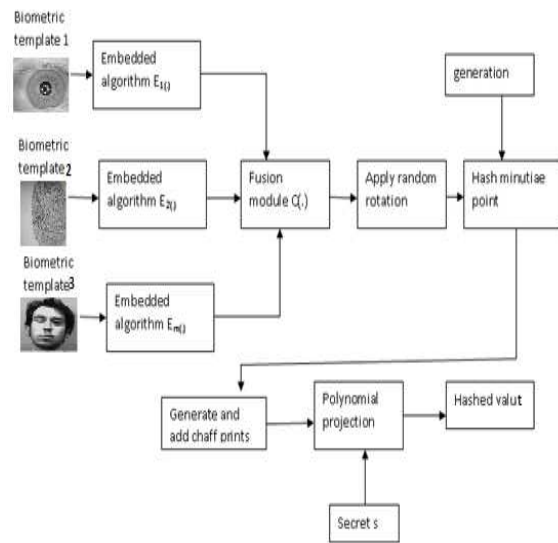 Biometric
template 1
Embedded
algorithm E1()
generation
Biometric
template2
Embedded
algorithm E2()
Fusion
module C(.)
Apply random
rotation
Hash minutiae
point
Biometric
template3
Embedded
algorithm Em()
Generate and
add chaff prints
Polynomial
projection
Hashed valut
Secret s